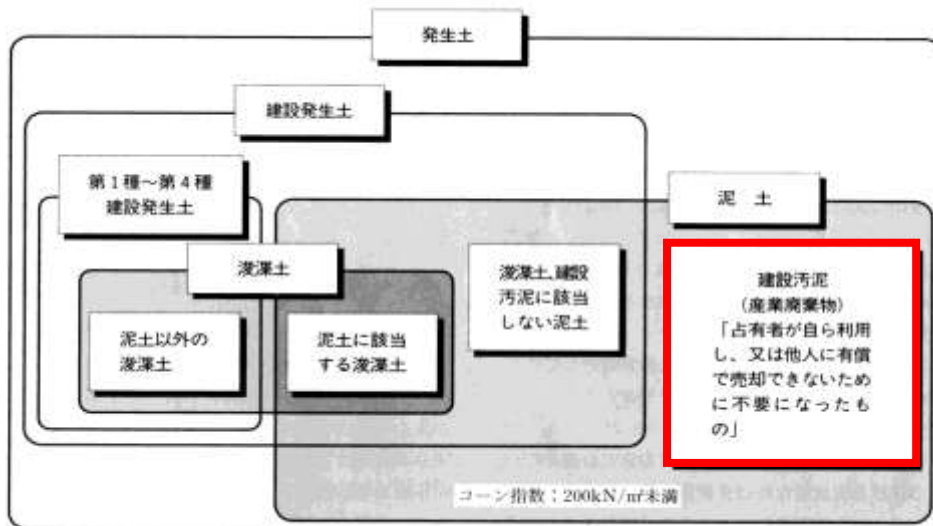 発生土
建設発生土
第1種〜第4種
建設発生土
泥 土
浚渫土
浚渫土、建設
汚泥に該当
しない泥土
泥土以外の
浚渫土
泥土に該当
する浚渫土
建設汚泥
(産業廃棄物)
「占有者が自ら利用
し、又は他人に有償
で売却できないため
に不要になったも
の」
コーン指数：200kN/㎡未満